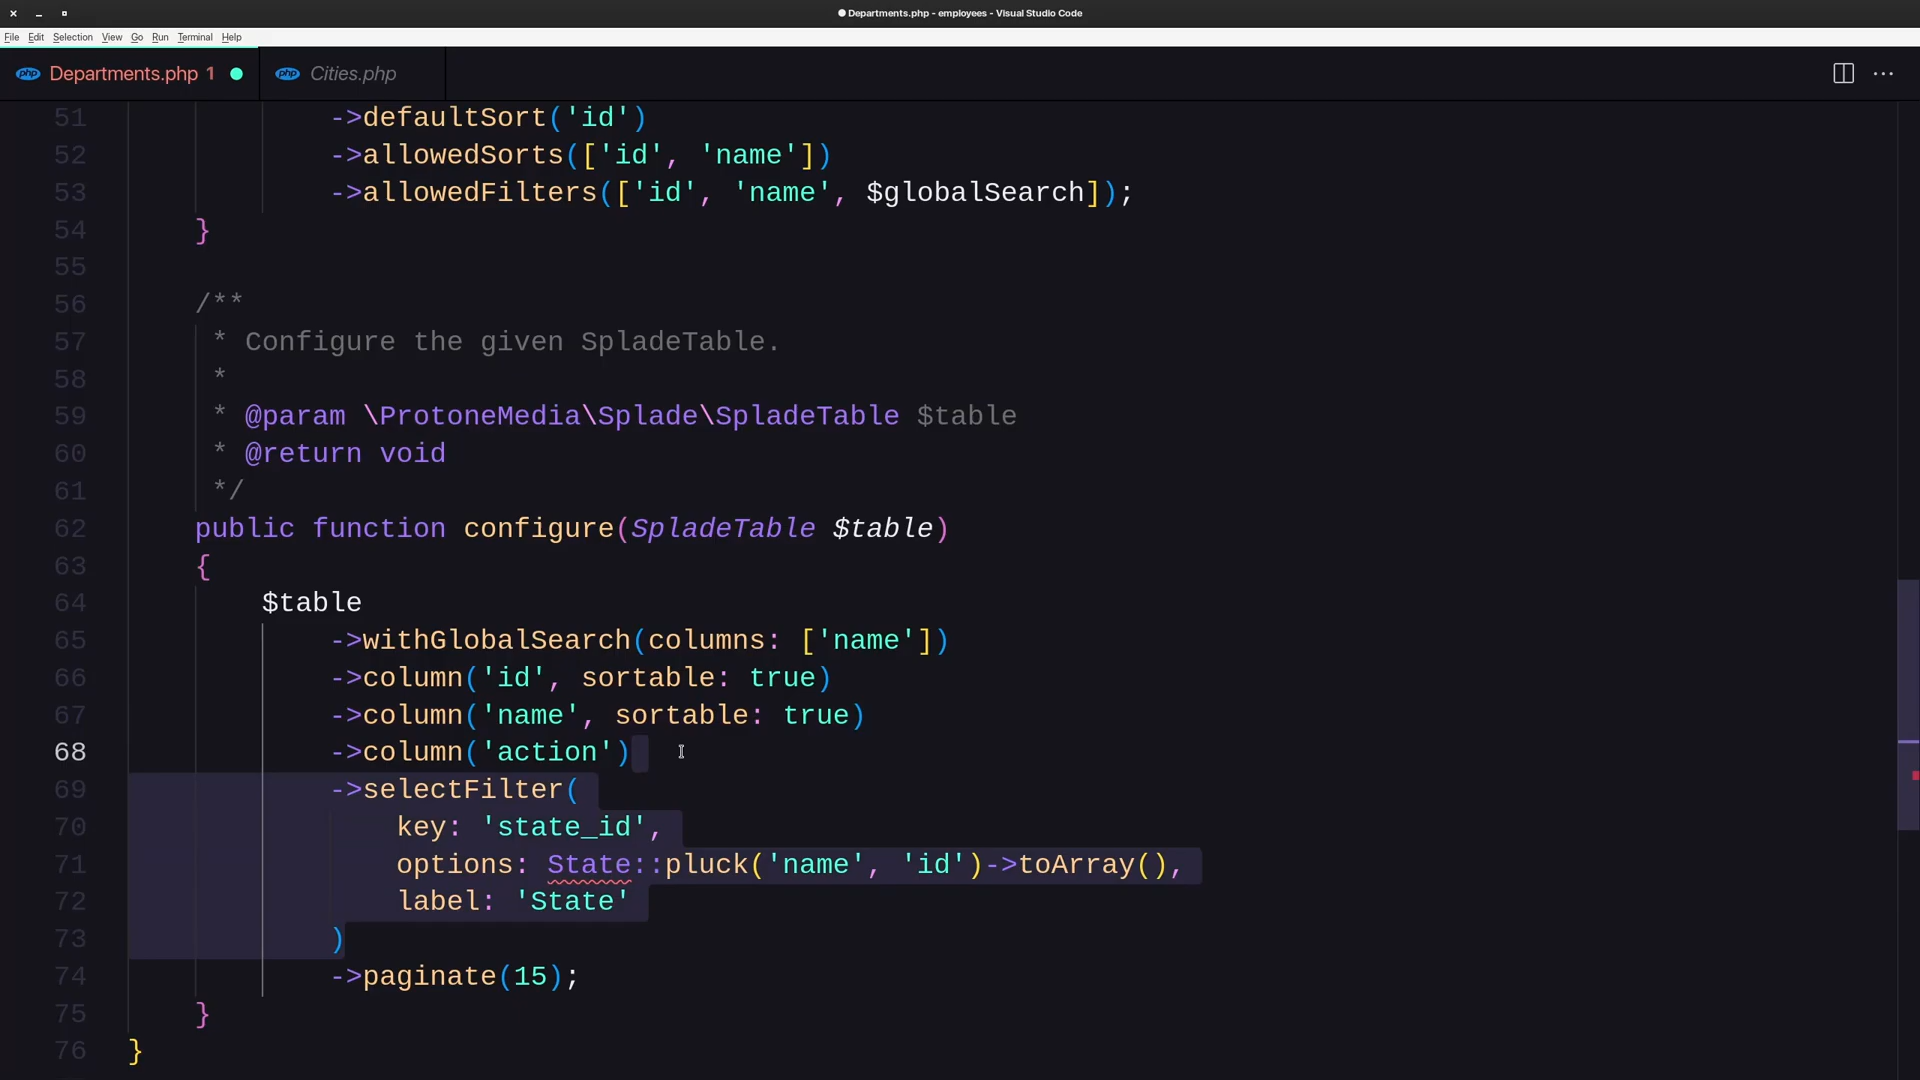 Departments.php - employees - Visual Studio Code
File Edit Selection View Go Run Terminal Help
php Departments.php 1 php Cities.php
51 ->defaultSort('id')
52 ->allowedSorts(['id', 'name'])
53 ->allowedFilters(['id', 'name', $globalSearch]);
54 }
55
56 /**
57 * Configure the given SpladeTable.
58 *
59 * @param \ProtoneMedia\Splade\SpladeTable $table
60 * @return void
61 */
62 public function configure(SpladeTable $table)
63 {
64 $table
65 ->withGlobalSearch(columns: ['name'])
66 ->column('id', sortable: true)
67 ->column('name', sortable: true)
68 ->column('action')
69 ->selectFilter(
70 key: 'state_id',
71 options: State::pluck('name', 'id')->toArray(),
72 label: 'State'
73 )
74 ->paginate(15);
75 }
76 }